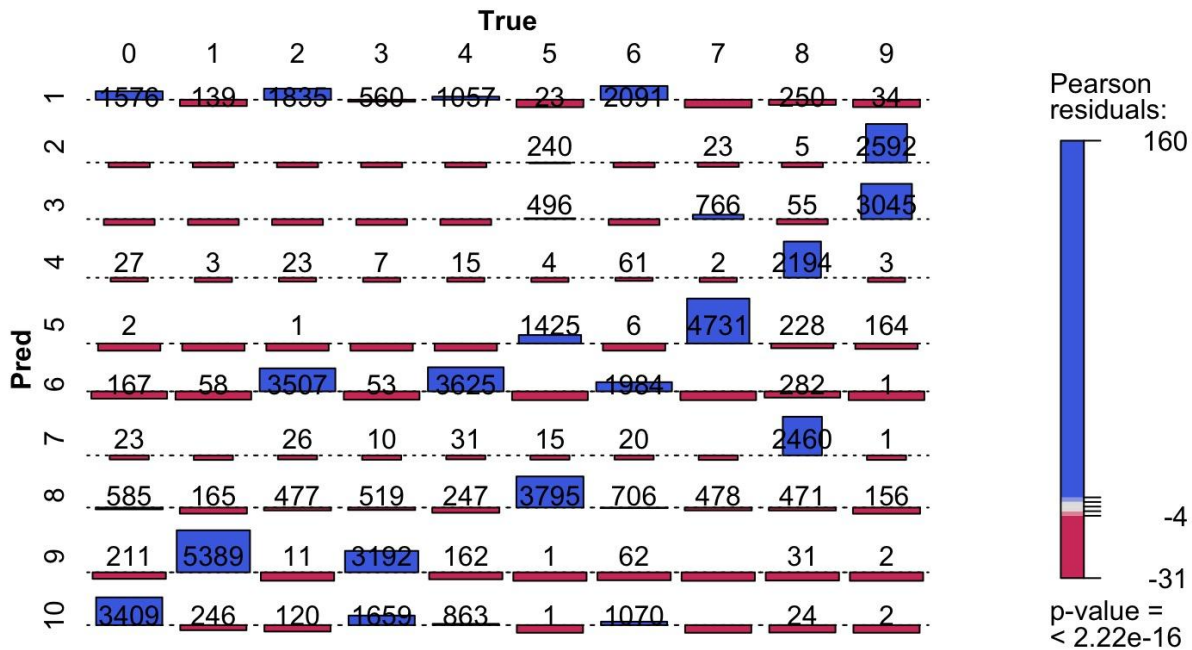 True
0 1 2 3 4 5 6 7 8 9
1 1576 139 1835 560 1057 23 2091 250 34
2 240 23 5 2592
3 496 766 55 3045
4 27 3 23 7 15 4 61 2 2194 3
5 2 1 1425 6 4731 228 164
6 167 58 3507 53 3625 1984 282 1
7 23 26 10 31 15 20 2460 1
8 585 165 477 519 247 3795 706 478 471 156
9 211 5389 11 3192 162 1 62 31 2
10 3409 246 120 1659 863 1 1070 24 2
Pred
Pearson
residuals:
160
-4
-31
p-value =
< 2.22e-16